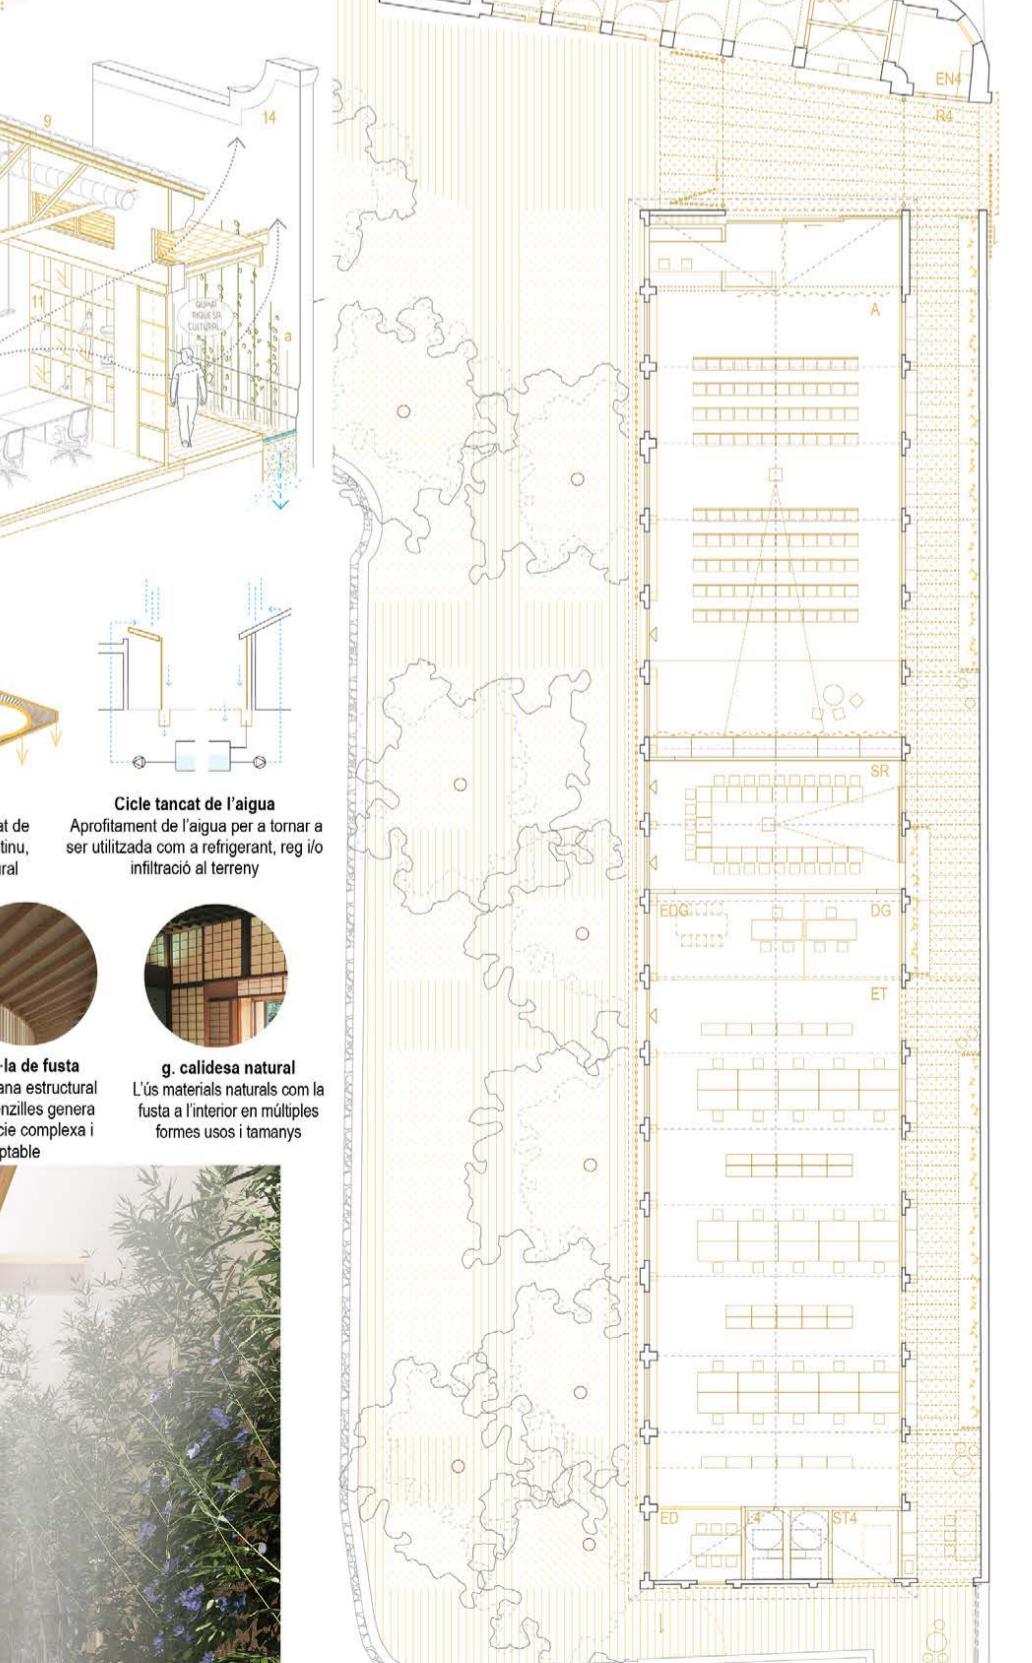 9
14
11
GUANY
RIQUESA
CULTURAL
a
Cicle tancat de l'aigua
Aprofitament de l'aigua per a tornar a
ser utilitzada com a refrigerant, reg i/o
infiltració al terreny
at de
tinu,
ral
·la de fusta
ana estructural
enzilles genera
cie complexa i
ptable
g. calidesa natural
L'ús materials naturals com la
fusta a l'interior en múltiples
formes usos i tamanys
EN4
R4
A
SR
EDG
DG
ET
ED
L4
ST4